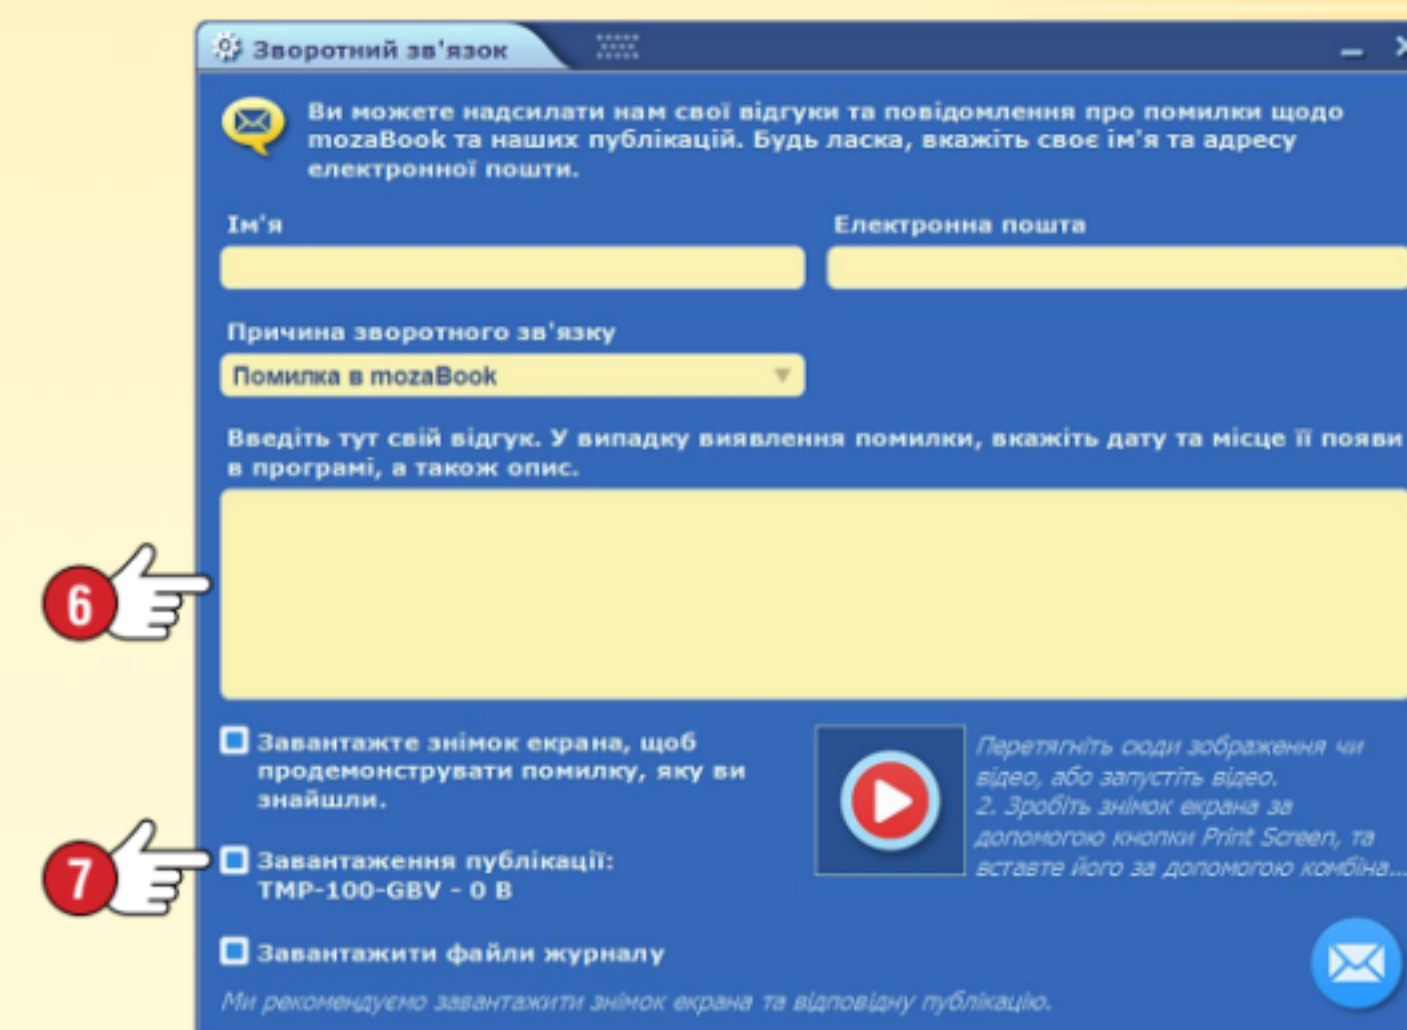 Зворотний зв'язок
Ви можете надсилати нам свої відгуки та повідомлення про помилки щодо
mozaBook та наших публікацій. Будь ласка, вкажіть своє ім'я та адресу
електронної пошти.
Ім'я
Електронна пошта
Причина зворотного зв'язку
Помилка в mozaBook
Введіть тут свій відгук. У випадку виявлення помилки, вкажіть дату та місце її появи
в програмі, а також опис.
6
Завантажте знімок екрана, щоб
продемонструвати помилку, яку ви
знайшли.
Перетягніть сюди зображення чи
відео, або запустіть відео.
2. Зробіть знімок екрана за
допомогою кнопки Print Screen, та
вставте його за допомогою комбіна...
7
Завантаження публікації:
TMP-100-GBV - 0 B
Завантажити файли журналу
Ми рекомендуємо завантажити знімок екрана та відповідну публікацію.